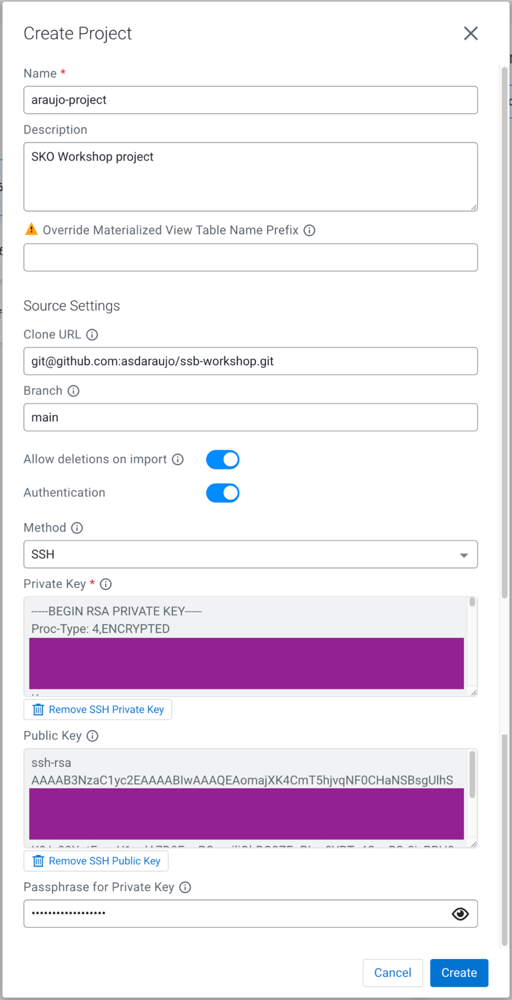 Create Project
Name *
araujo-project
Description
SKO Workshop project
Override Materialized View Table Name Prefix
Source Settings
Clone URL
git@github.com:asdaraujo/ssb-workshop.git
Branch
main
Allow deletions on import
Authentication
Method
SSH
Private Key *
-----BEGIN RSA PRIVATE KEY-----
Proc-Type: 4,ENCRYPTED
Remove SSH Private Key
Public Key
ssh-rsa
AAAAB3NzaC1yc2EAAAABIwAAAQEAomajXK4CmT5hjvqNF0CHaNSBsgUlhS
Remove SSH Public Key
Passphrase for Private Key
••••••••••••••••••
Cancel
Create